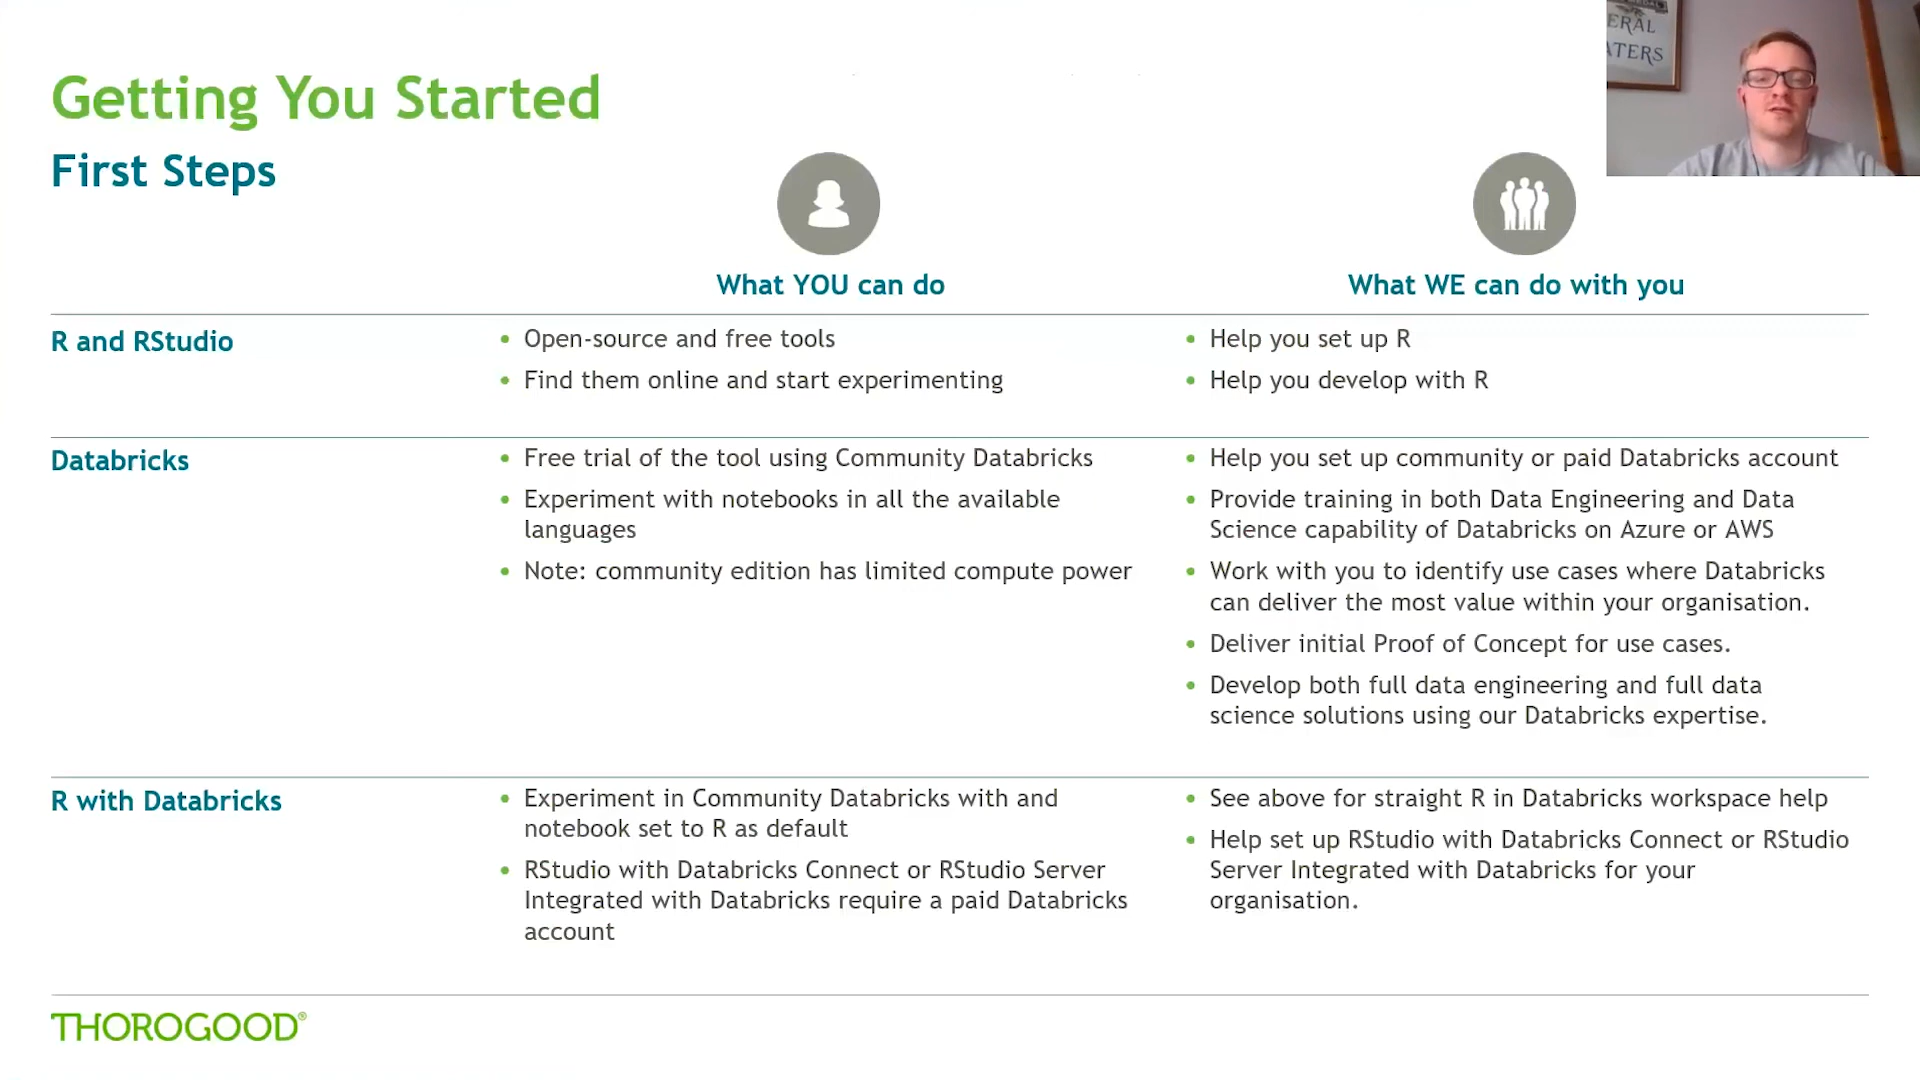 ERAL
ATERS
Getting You Started
First Steps
What YOU can do
What WE can do with you
R and RStudio
• Open-source and free tools
• Find them online and start experimenting
• Help you set up R
• Help you develop with R
Databricks
• Free trial of the tool using Community Databricks
• Experiment with notebooks in all the available
languages
• Note: community edition has limited compute power
• Help you set up community or paid Databricks account
• Provide training in both Data Engineering and Data
Science capability of Databricks on Azure or AWS
• Work with you to identify use cases where Databricks
can deliver the most value within your organisation.
• Deliver initial Proof of Concept for use cases.
• Develop both full data engineering and full data
science solutions using our Databricks expertise.
R with Databricks
• Experiment in Community Databricks with and
notebook set to R as default
• RStudio with Databricks Connect or RStudio Server
Integrated with Databricks require a paid Databricks
account
• See above for straight R in Databricks workspace help
• Help set up RStudio with Databricks Connect or RStudio
Server Integrated with Databricks for your
organisation.
THOROGOOD®